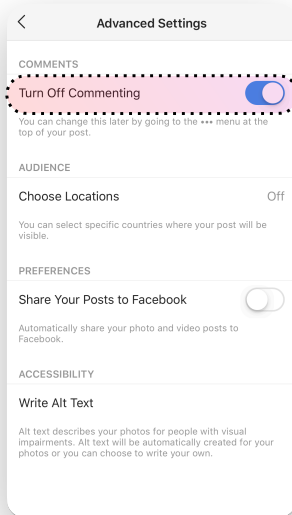 Advanced Settings
COMMENTS
Turn Off Commenting
You can change this later by going to the ••• menu at the
top of your post.
AUDIENCE
Choose Locations Off
You can select specific countries where your post will be
visible.
PREFERENCES
Share Your Posts to Facebook
Automatically share your photo and video posts to
Facebook.
ACCESSIBILITY
Write Alt Text
Alt text describes your photos for people with visual
impairments. Alt text will be automatically created for your
photos or you can choose to write your own.